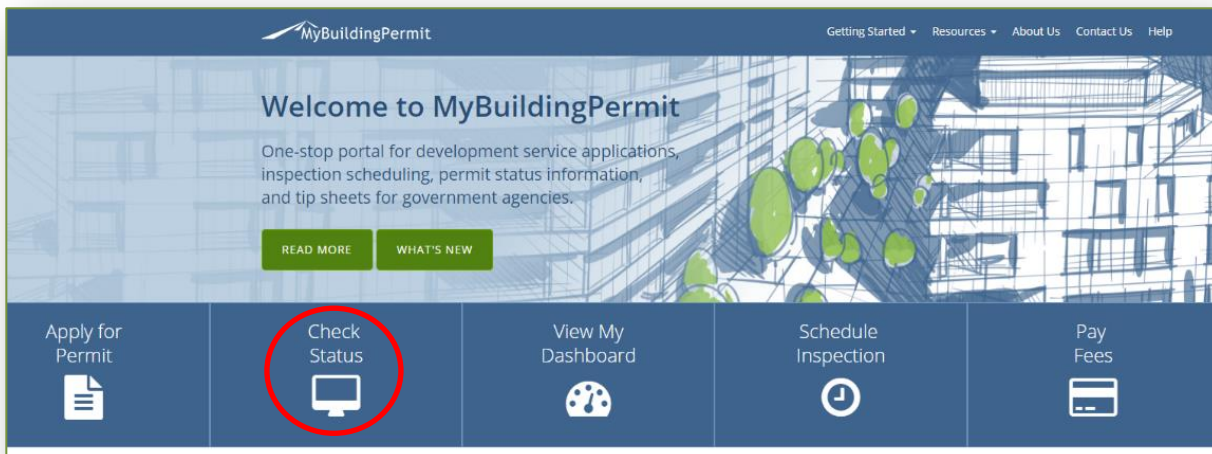 MyBuildingPermit
Getting Started
Resources
About Us
Contact Us
Help
Welcome to MyBuildingPermit
One-stop portal for development service applications,
inspection scheduling, permit status information,
and tip sheets for government agencies.
READ MORE
WHAT'S NEW
Apply for
Permit
Check
Status
View My
Dashboard
Schedule
Inspection
Pay
Fees